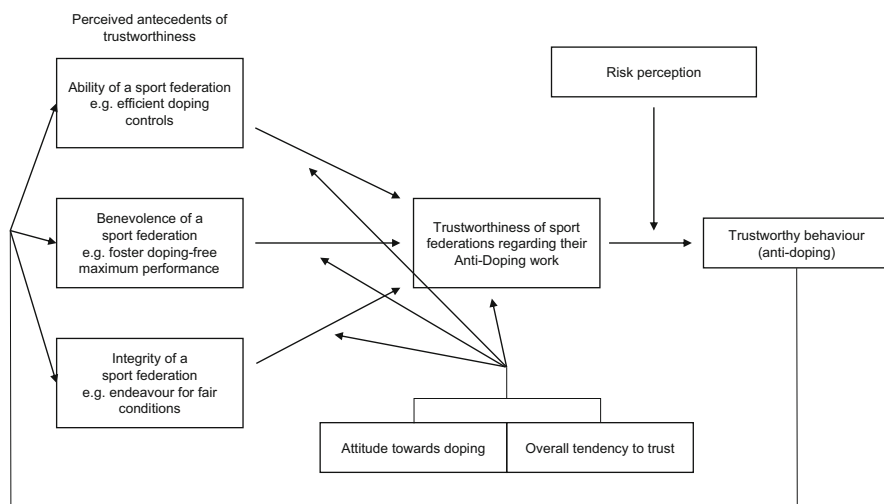 Perceived antecedents of
trustworthiness
Ability of a sport federation
e.g. efficient doping
controls
Benevolence of a
sport federation
e.g. foster doping-free
maximum performance
Integrity of a
sport federation
e.g. endeavour for fair
conditions
Trustworthiness of sport
federations regarding their
Anti-Doping work
Risk perception
Trustworthy behaviour
(anti-doping)
Attitude towards doping
Overall tendency to trust